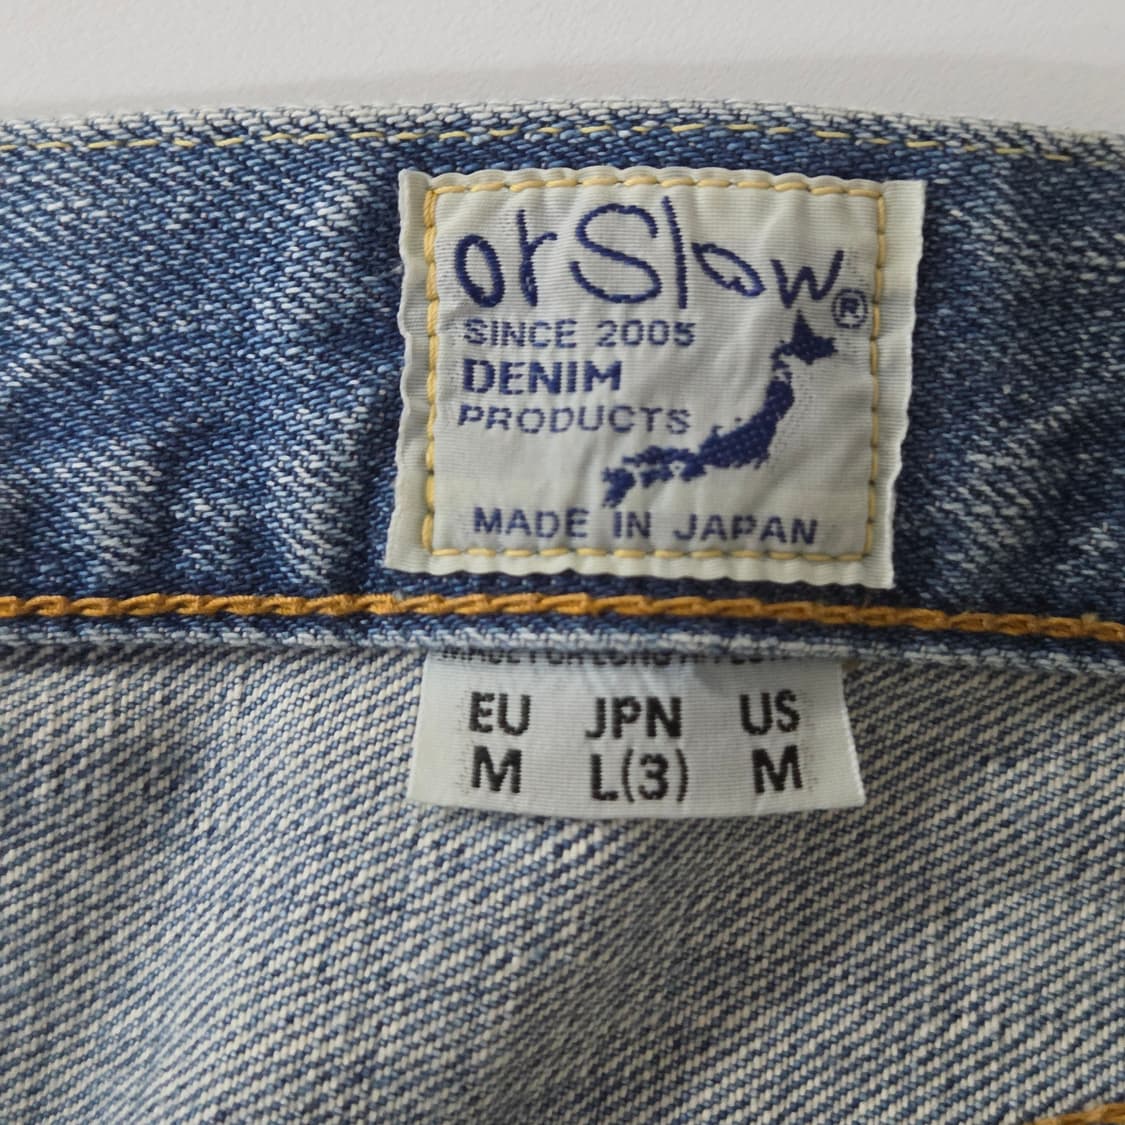 orSlow®
SINCE 2005
DENIM
PRODUCTS
MADE IN JAPAN
EU JPN US
M L(3) M